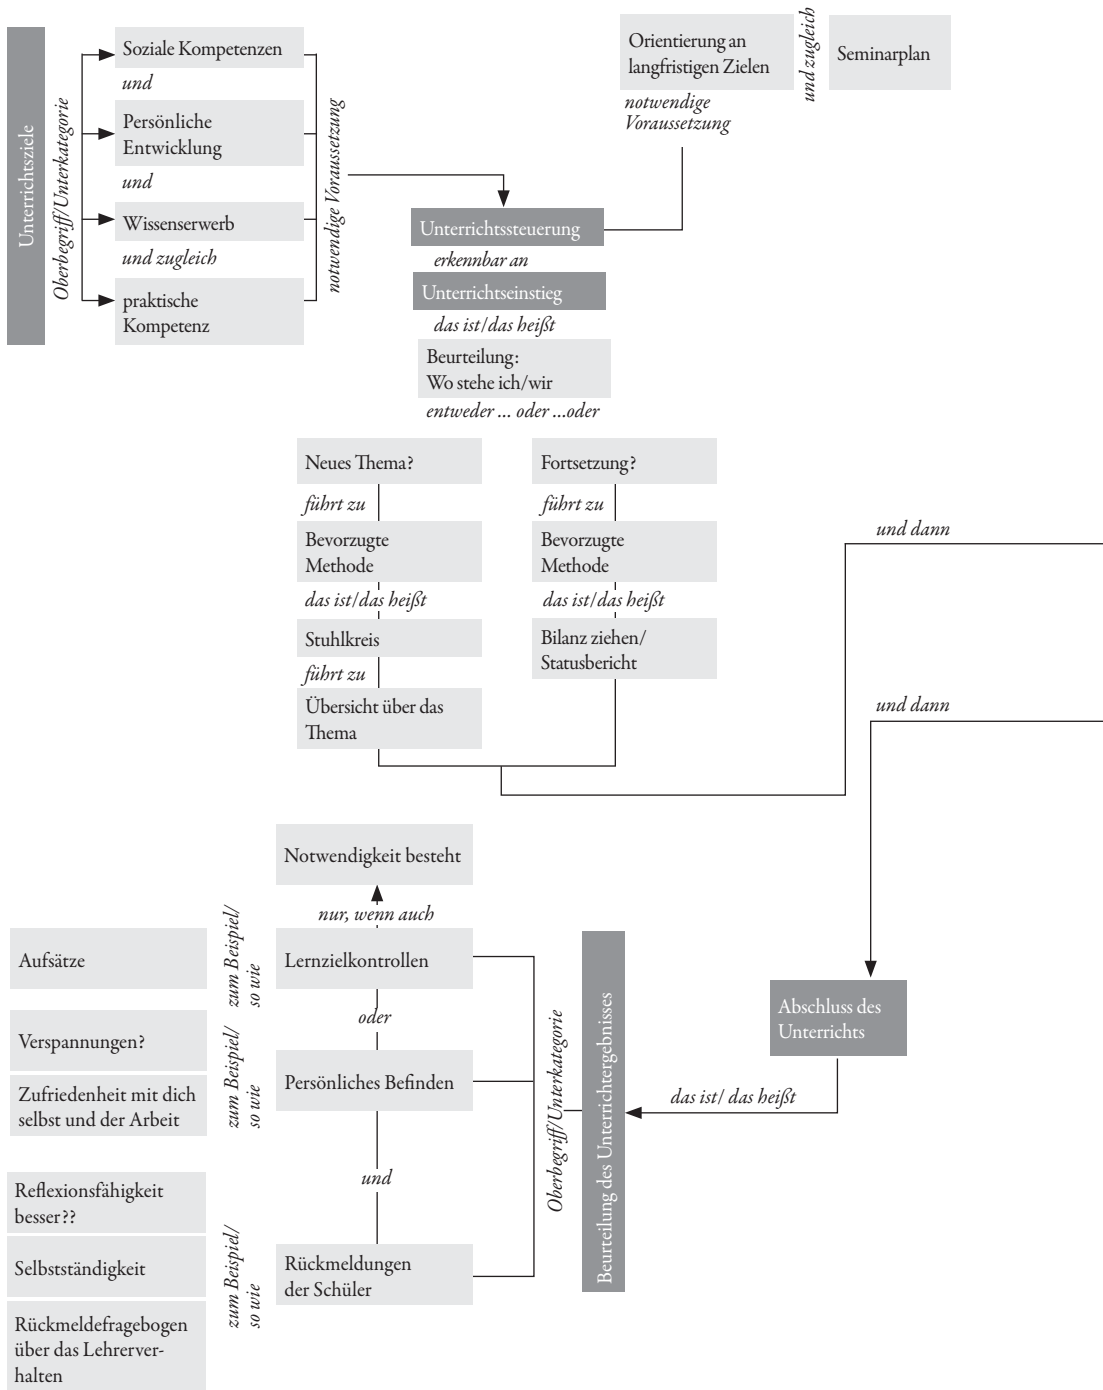 Unterrichtsziele
Oberbegriff/Unterkategorie
Soziale Kompetenzen
und
Persönliche
Entwicklung
und
Wissenserwerb
und zugleich
praktische
Kompetenz
notwendige Voraussetzung
Orientierung an
langfristigen Zielen
und zugleich
Seminarplan
notwendige
Voraussetzung
Unterrichtssteuerung
erkennbar an
Unterrichtseinstieg
das ist/das heißt
Beurteilung:
Wo stehe ich/wir
entweder ... oder ...oder
Neues Thema?
führt zu
Bevorzugte
Methode
das ist/das heißt
Stuhlkreis
führt zu
Übersicht über das
Thema
Fortsetzung?
führt zu
Bevorzugte
Methode
das ist/das heißt
Bilanz ziehen/
Statusbericht
und dann
und dann
Abschluss des
Unterrichts
das ist/ das heißt
Beurteilung des Unterrichtergebnisses
Oberbegriff/Unterkategorie
Notwendigkeit besteht
nur, wenn auch
Lernzielkontrollen
oder
Persönliches Befinden
und
Rückmeldungen
der Schüler
zum Beispiel/
so wie
Aufsätze
zum Beispiel/
so wie
Verspannungen?
Zufriedenheit mit dich
selbst und der Arbeit
zum Beispiel/
so wie
Reflexionsfähigkeit
besser??
Selbstständigkeit
Rückmeldefragebogen
über das Lehrerver-
halten